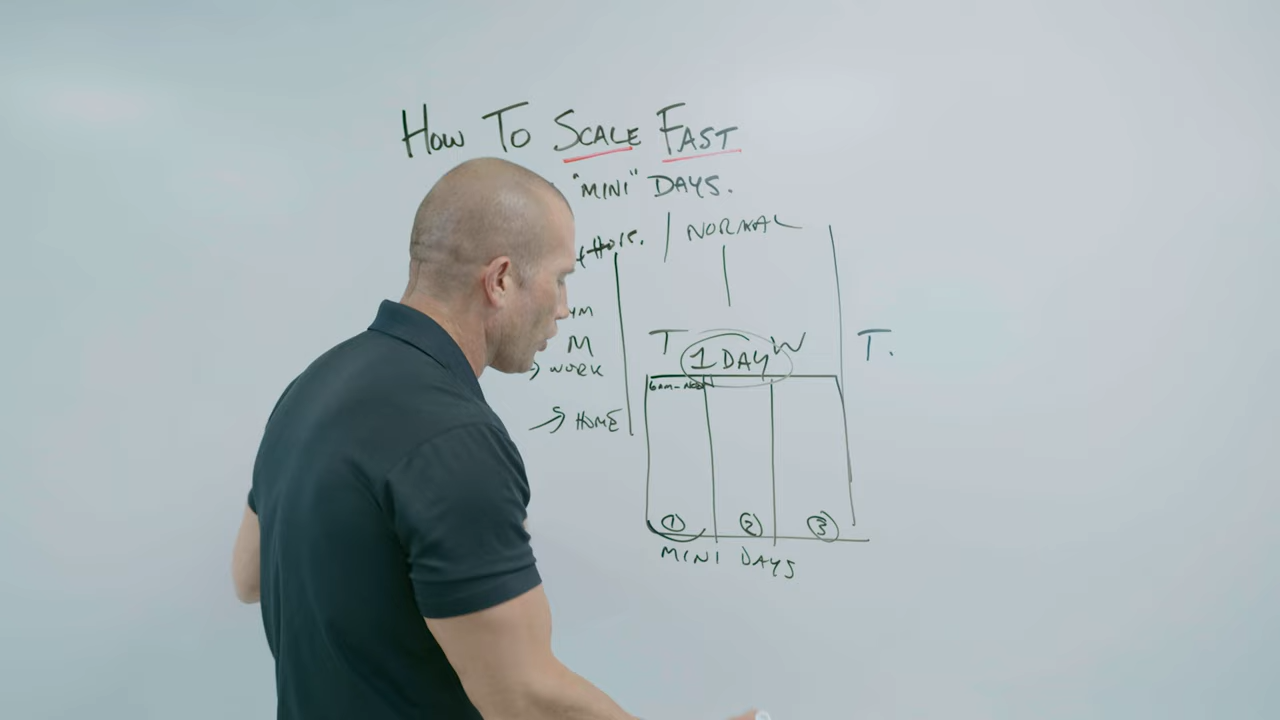 How To SCALE FAST
"MINI" DAYS.
NORMAL
M
WORK
HOME
T 1 DAY W T.
6am-NOON
1 2 3
MINI DAYS